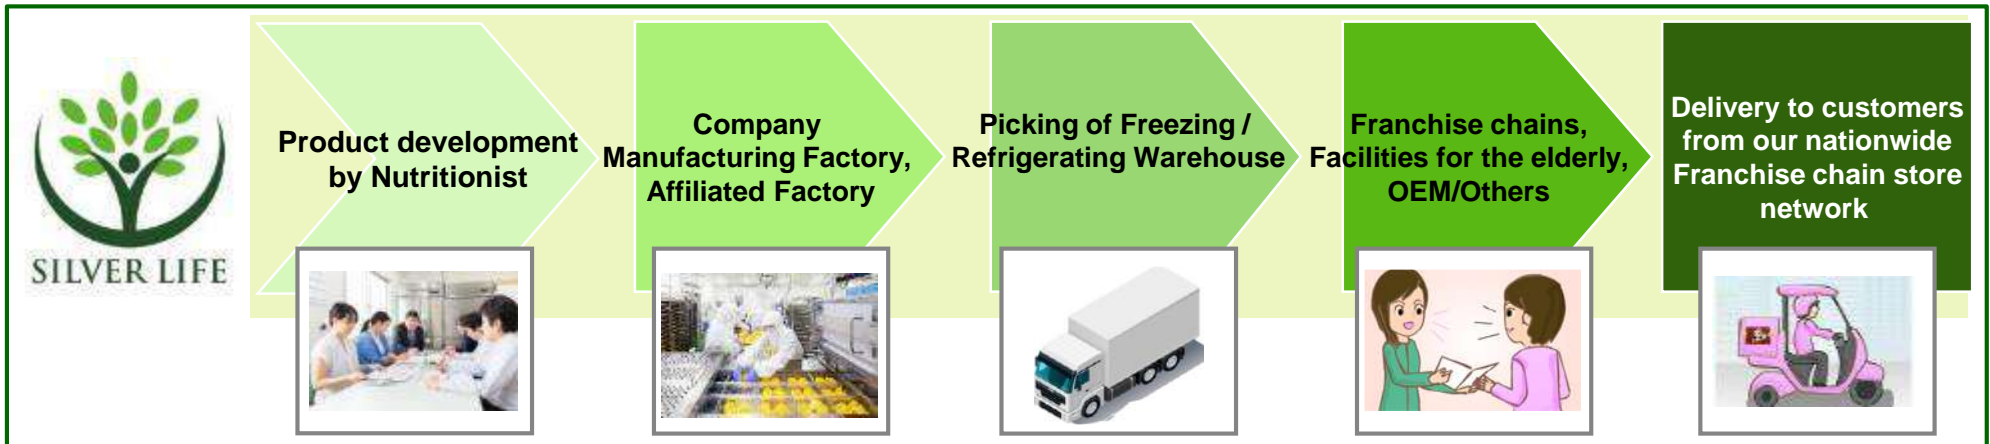 SILVER LIFE
Product development
by Nutritionist
Company
Manufacturing Factory,
Affiliated Factory
Picking of Freezing /
Refrigerating Warehouse
Franchise chains,
Facilities for the elderly,
OEM/Others
Delivery to customers
from our nationwide
Franchise chain store
network